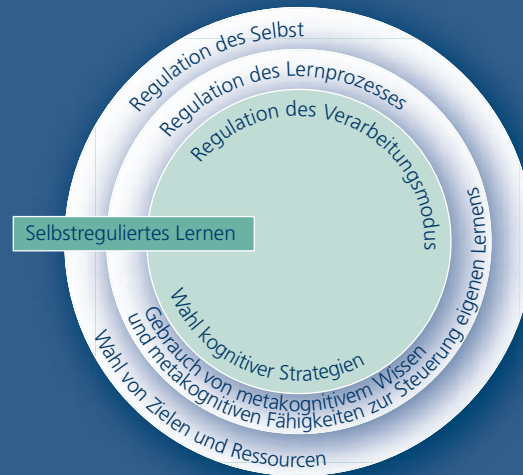 Regulation des Selbst
Regulation des Lernprozesses
Regulation des Verarbeitungsmodus
Selbstreguliertes Lernen
Wahl kognitiver Strategien
Gebrauch von metakognitivem Wissen
und metakognitiven Fähigkeiten zur Steuerung eigenen Lernens
Wahl von Zielen und Ressourcen